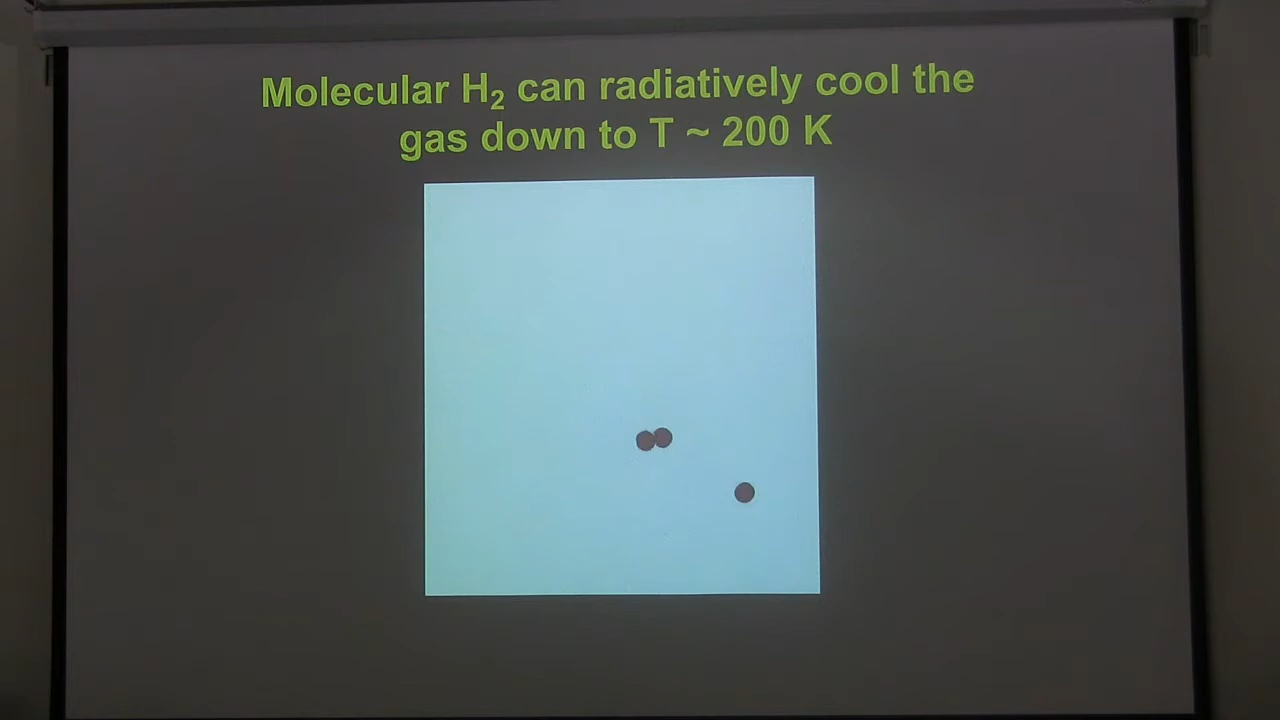 Molecular H₂ can radiatively cool the
gas down to T ~ 200 K